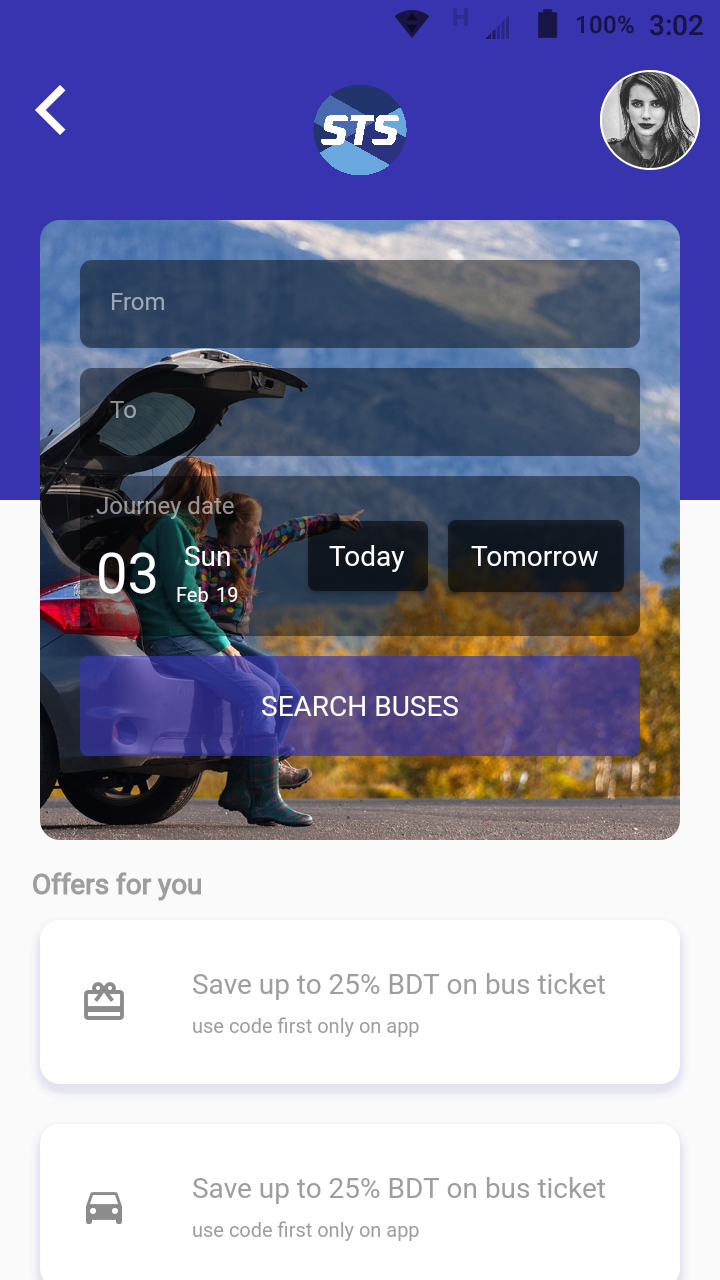 H 100% 3:02
STS
From
To
Journey date
03 Sun Today Tomorrow
Feb 19
SEARCH BUSES
Offers for you
Save up to 25% BDT on bus ticket
use code first only on app
Save up to 25% BDT on bus ticket
use code first only on app